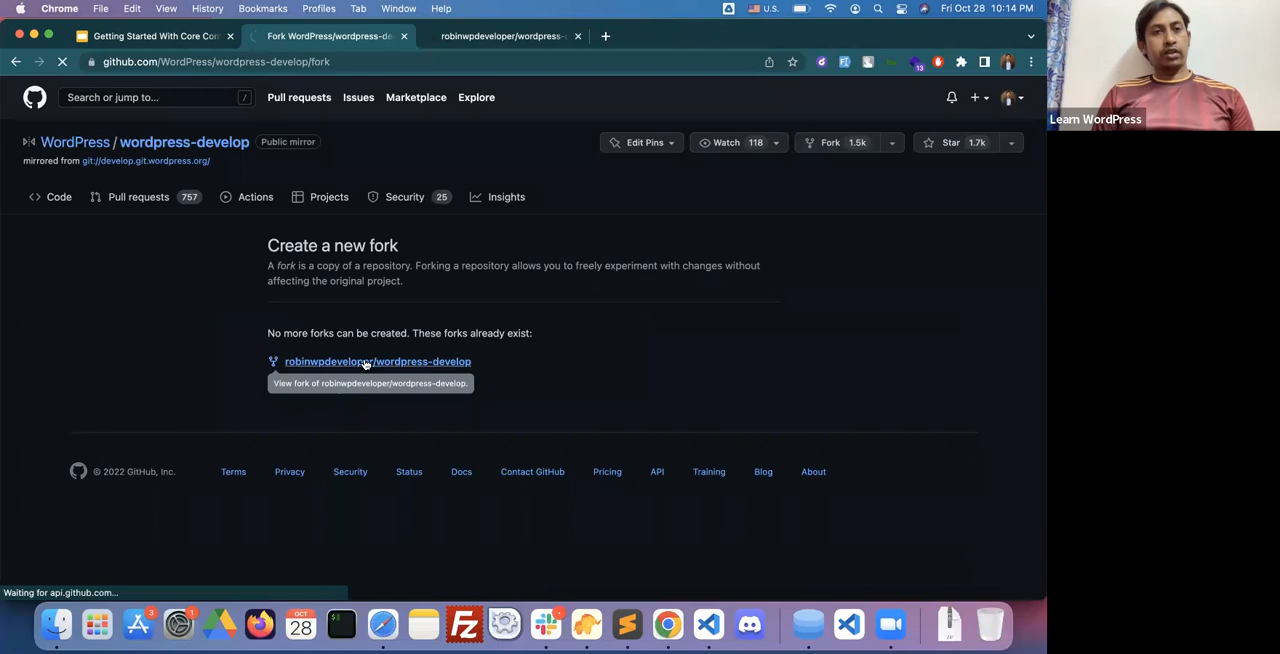 Chrome File Edit View History Bookmarks Profiles Tab Window Help U.S. Fri Oct 28 10:14 PM
Getting Started With Core Con Fork WordPress/wordpress-de robinwpdeveloper/wordpress-
github.com/WordPress/wordpress-develop/fork
13
Search or jump to... / Pull requests Issues Marketplace Explore
Learn WordPress
WordPress / wordpress-develop Public mirror Edit Pins Watch 118 Fork 1.5k Star 1.7k
mirrored from git://develop.git.wordpress.org/
Code Pull requests 757 Actions Projects Security 25 Insights
Create a new fork
A fork is a copy of a repository. Forking a repository allows you to freely experiment with changes without
affecting the original project.
No more forks can be created. These forks already exist:
robinwpdeveloper/wordpress-develop
View fork of robinwpdeveloper/wordpress-develop.
© 2022 GitHub, Inc. Terms Privacy Security Status Docs Contact GitHub Pricing API Training Blog About
Waiting for api.github.com...
3 1 OCT
28